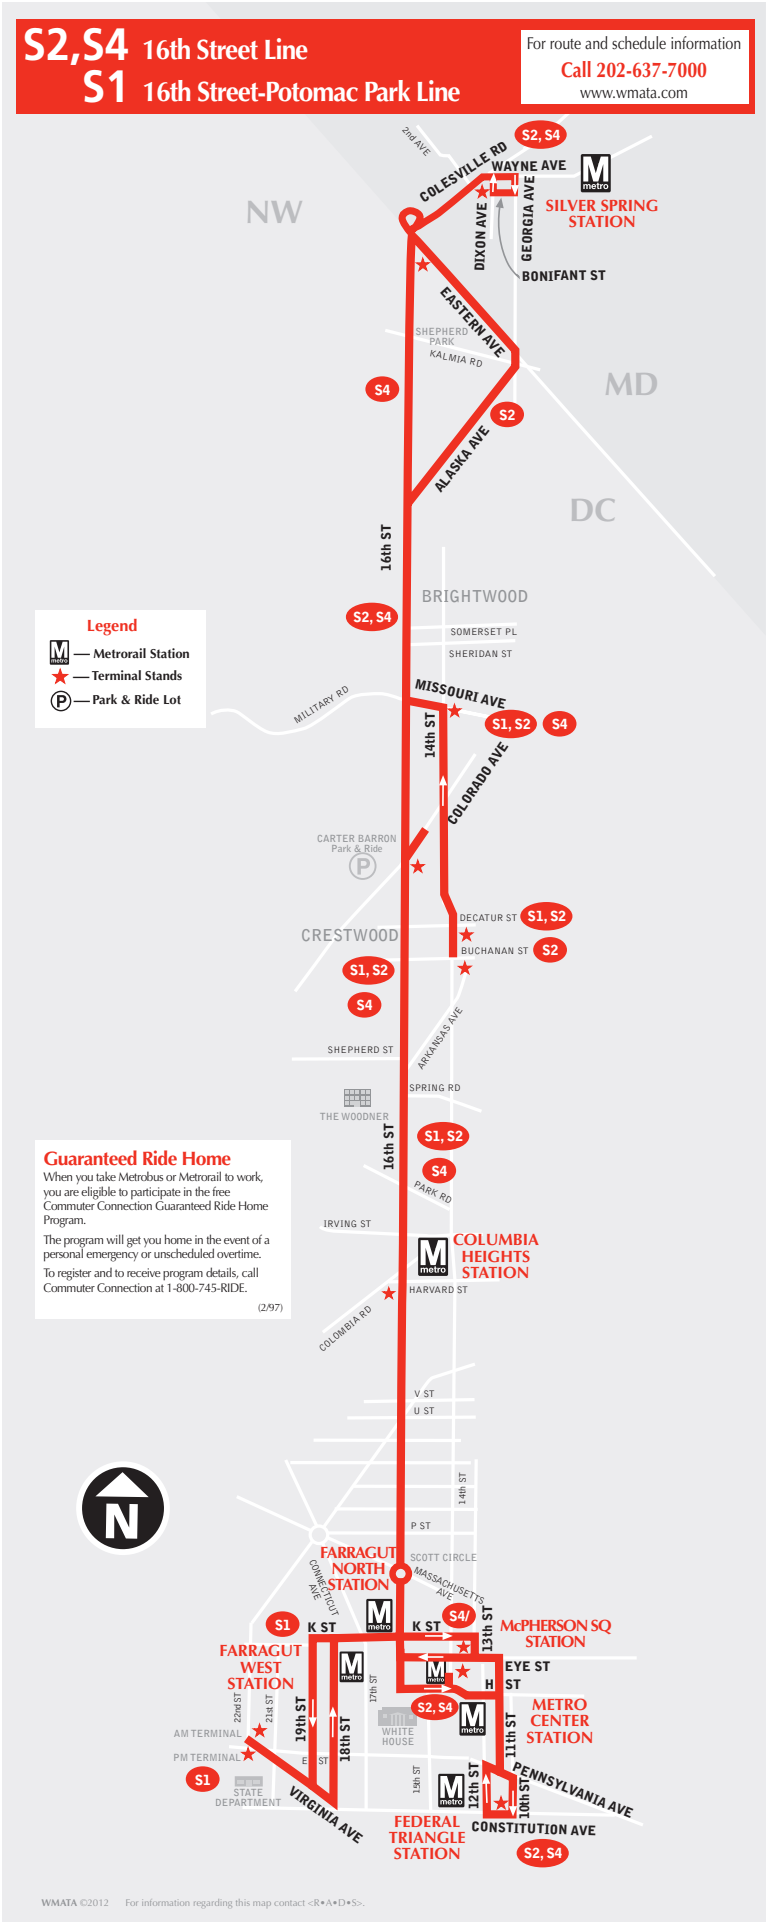 S2,S4 16th Street Line
S1 16th Street-Potomac Park Line
For route and schedule information
Call 202-637-7000
www.wmata.com
2nd AVE
S2, S4
COLESVILLE RD
WAYNE AVE
M
metro
SILVER SPRING
STATION
NW
DIXON AVE
GEORGIA AVE
BONIFANT ST
EASTERN AVE
SHEPHERD
PARK
KALMIA RD
MD
S4
S2
ALASKA AVE
DC
16th ST
BRIGHTWOOD
S2, S4
SOMERSET PL
SHERIDAN ST
Legend
M
metro
— Metrorail Station
— Terminal Stands
P — Park & Ride Lot
MILITARY RD
MISSOURI AVE
S1, S2
S4
14th ST
COLORADO AVE
CARTER BARRON
Park & Ride
P
DECATUR ST
S1, S2
CRESTWOOD
BUCHANAN ST
S2
S1, S2
S4
ARKANSAS AVE
SHEPHERD ST
SPRING RD
THE WOODNER
16th ST
S1, S2
S4
PARK RD
Guaranteed Ride Home
When you take Metrobus or Metrorail to work,
you are eligible to participate in the free
Commuter Connection Guaranteed Ride Home
Program.
The program will get you home in the event of a
personal emergency or unscheduled overtime.
To register and to receive program details, call
Commuter Connection at 1-800-745-RIDE.
(2/97)
IRVING ST
M
metro
COLUMBIA
HEIGHTS
STATION
HARVARD ST
COLOMBIA RD
V ST
U ST
14th ST
N
P ST
FARRAGUT
NORTH
STATION
SCOTT CIRCLE
CONNECTICUT
AVE
MASSACHUSETTS
AVE
M
metro
S1
K ST
K ST
S4/
13th ST
McPHERSON SQ
STATION
FARRAGUT
WEST
STATION
M
metro
M
metro
EYE ST
H ST
17th ST
S2, S4
22nd ST
21st ST
19th ST
18th ST
WHITE
HOUSE
M
metro
METRO
CENTER
STATION
11th ST
AM TERMINAL
PM TERMINAL
E ST
S1
STATE
DEPARTMENT
VIRGINIA AVE
15th ST
M
metro
12th ST
10th ST
PENNSYLVANIA AVE
FEDERAL
TRIANGLE
STATION
CONSTITUTION AVE
S2, S4
WMATA ©2012 For information regarding this map contact <R•A•D•S>.